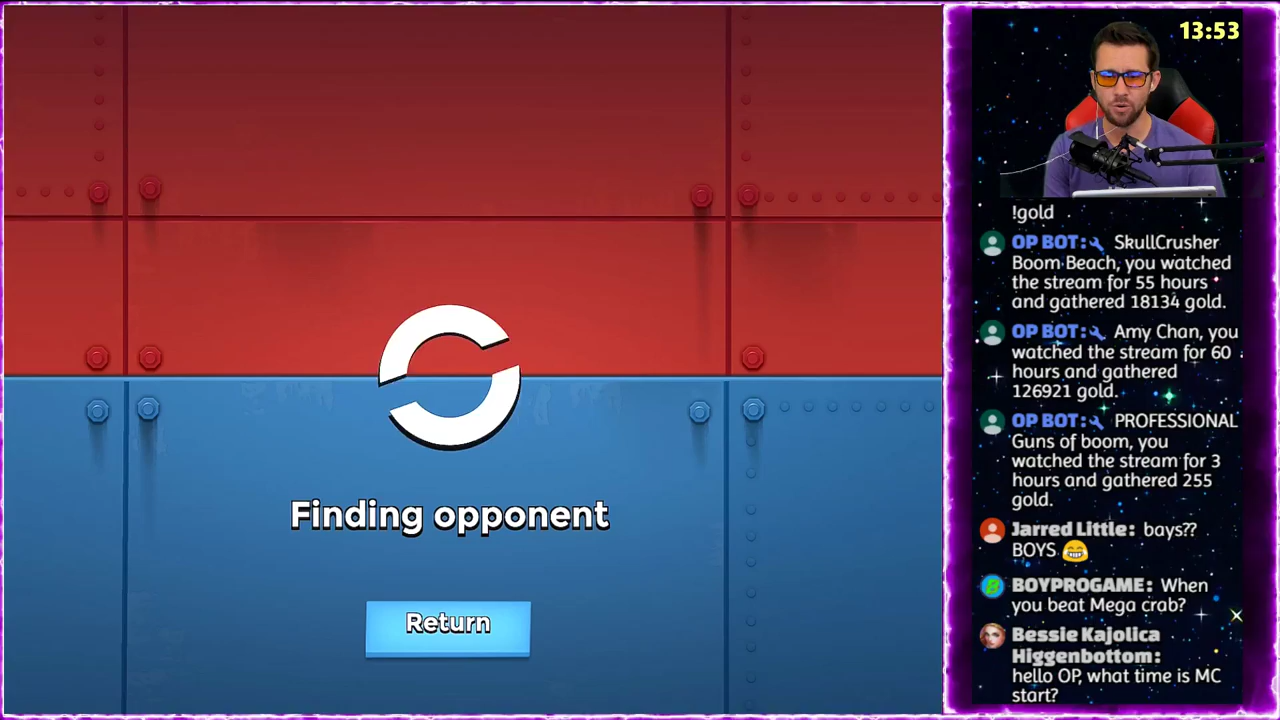 Finding opponent
Return
13:53
!gold
OP BOT: SkullCrusher
Boom Beach, you watched
the stream for 55 hours
and gathered 18134 gold.
OP BOT: Amy Chan, you
watched the stream for 60
hours and gathered
126921 gold.
OP BOT: PROFESSIONAL
Guns of boom, you
watched the stream for 3
hours and gathered 255
gold.
Jarred Little: bays??
BOYS 😂
BOYPROGAME: When
you beat Mega crab?
Bessie Kajolica
Higgenbottom:
hello OP, what time is MC
start?